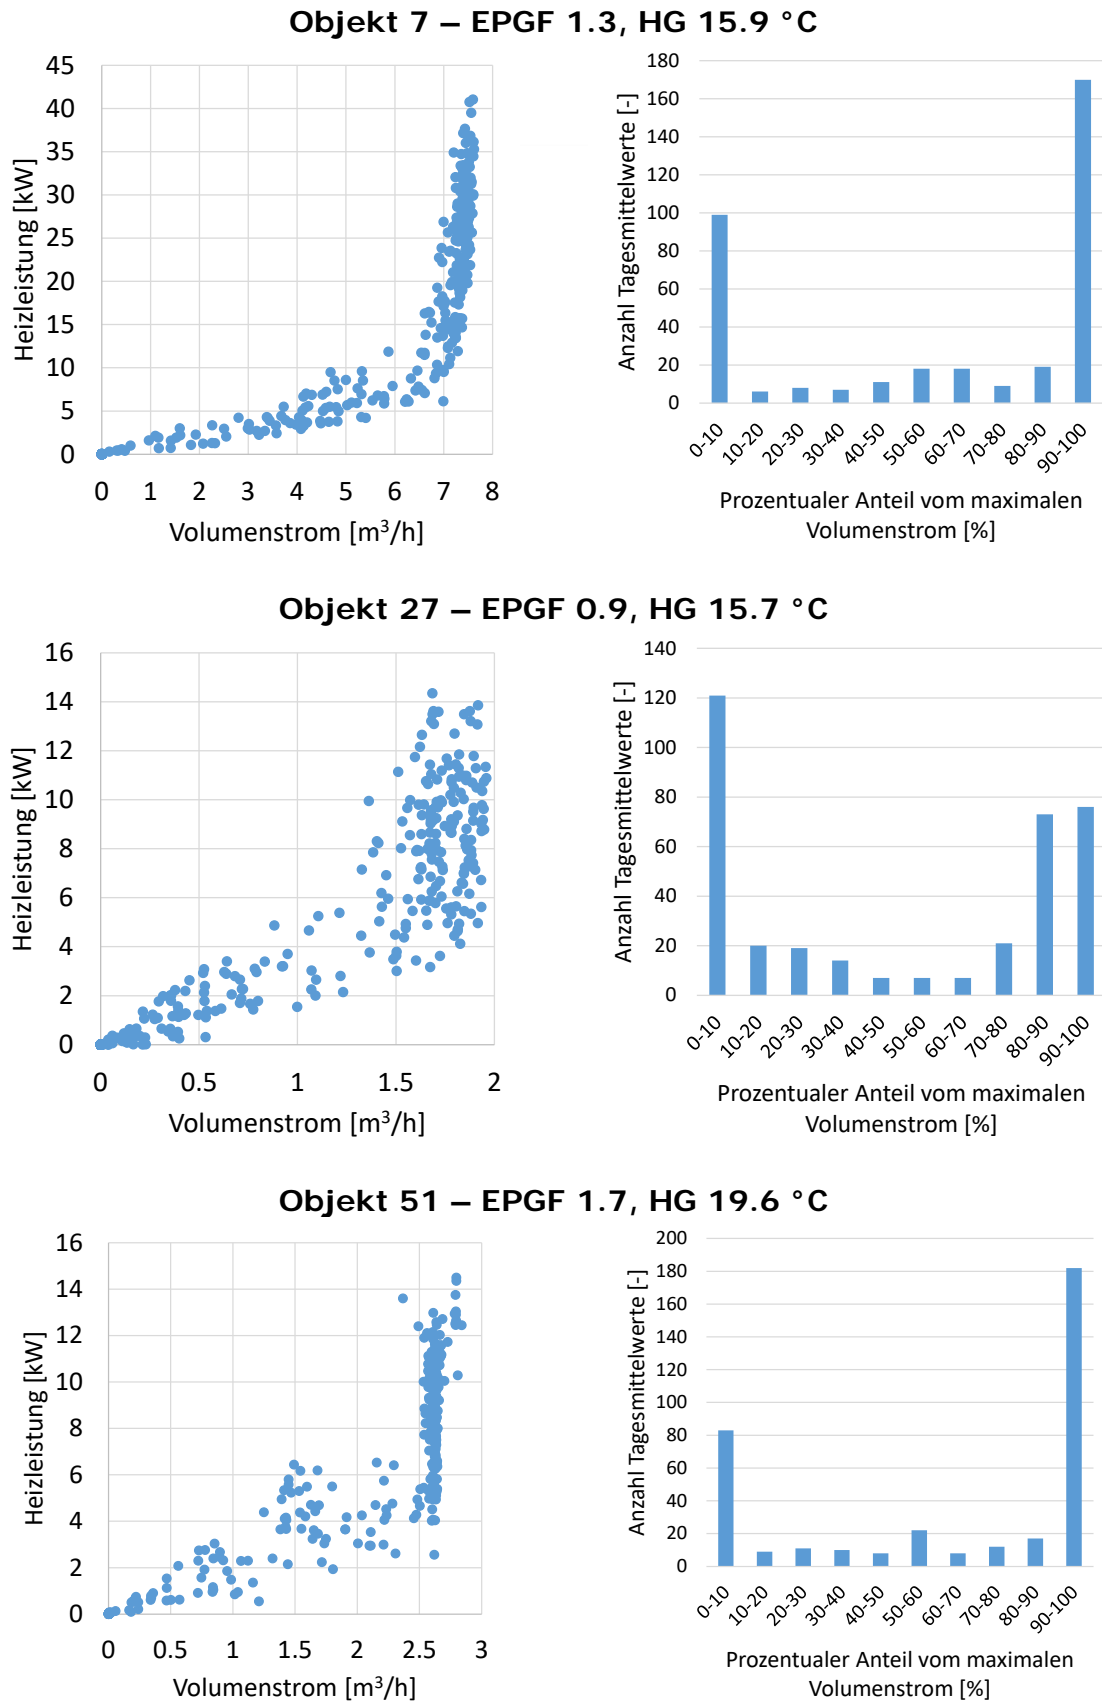 Objekt 7 – EPGF 1.3, HG 15.9 °C
Heizleistung [kW]
45
40
35
30
25
20
15
10
5
0
0 1 2 3 4 5 6 7 8
Volumenstrom [m³/h]
Anzahl Tagesmittelwerte [-]
180
160
140
120
100
80
60
40
20
0
0-10 10-20 20-30 30-40 40-50 50-60 60-70 70-80 80-90 90-100
Prozentualer Anteil vom maximalen
Volumenstrom [%]
Objekt 27 – EPGF 0.9, HG 15.7 °C
Heizleistung [kW]
16
14
12
10
8
6
4
2
0
0 0.5 1 1.5 2
Volumenstrom [m³/h]
Anzahl Tagesmittelwerte [-]
140
120
100
80
60
40
20
0
0-10 10-20 20-30 30-40 40-50 50-60 60-70 70-80 80-90 90-100
Prozentualer Anteil vom maximalen
Volumenstrom [%]
Objekt 51 – EPGF 1.7, HG 19.6 °C
Heizleistung [kW]
16
14
12
10
8
6
4
2
0
0 0.5 1 1.5 2 2.5 3
Volumenstrom [m³/h]
Anzahl Tagesmittelwerte [-]
200
180
160
140
120
100
80
60
40
20
0
0-10 10-20 20-30 30-40 40-50 50-60 60-70 70-80 80-90 90-100
Prozentualer Anteil vom maximalen
Volumenstrom [%]